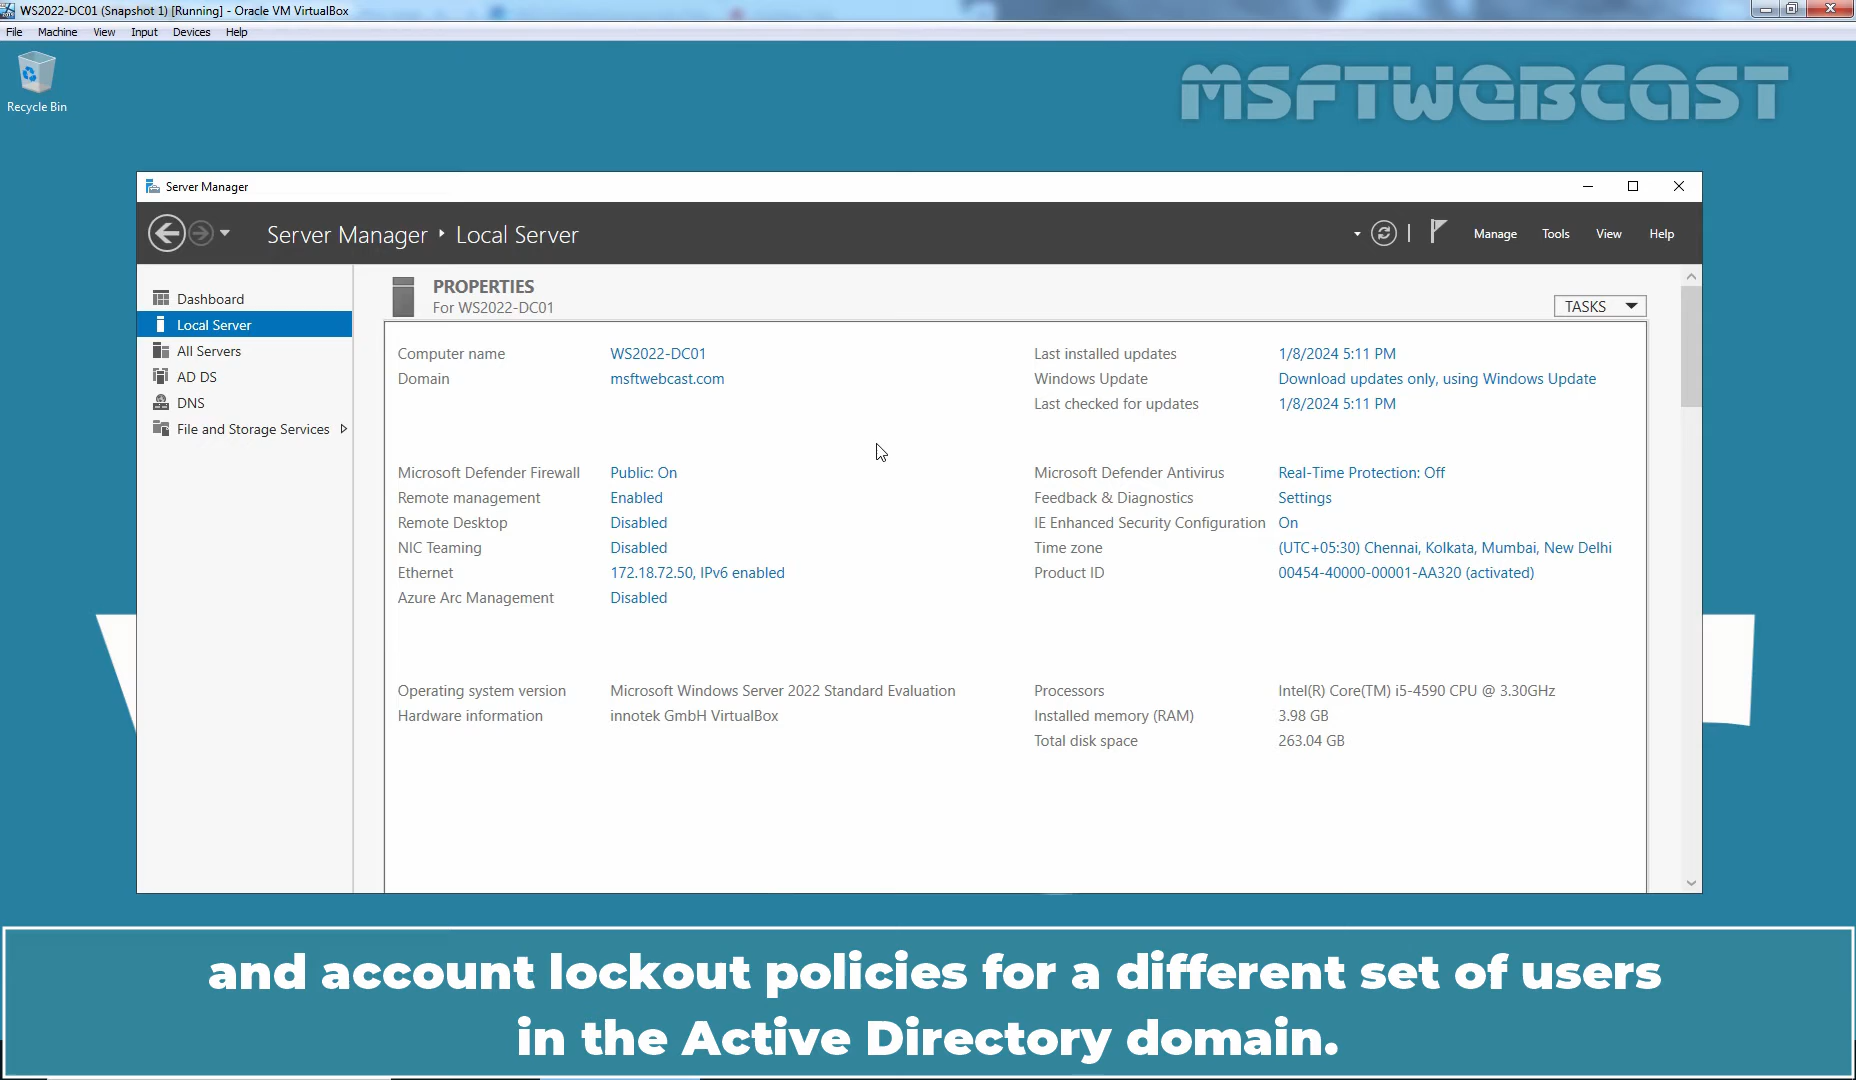 WS2022-DC01 (Snapshot 1) [Running] - Oracle VM VirtualBox
File Machine View Input Devices Help
Recycle Bin
MSFTWEBCAST
Server Manager
Server Manager Local Server
Manage Tools View Help
Dashboard
Local Server
All Servers
AD DS
DNS
File and Storage Services
PROPERTIES
For WS2022-DC01
TASKS
Computer name WS2022-DC01
Domain msftwebcast.com
Last installed updates 1/8/2024 5:11 PM
Windows Update Download updates only, using Windows Update
Last checked for updates 1/8/2024 5:11 PM
Microsoft Defender Firewall Public: On
Remote management Enabled
Remote Desktop Disabled
NIC Teaming Disabled
Ethernet 172.18.72.50, IPv6 enabled
Azure Arc Management Disabled
Microsoft Defender Antivirus Real-Time Protection: Off
Feedback & Diagnostics Settings
IE Enhanced Security Configuration On
Time zone (UTC+05:30) Chennai, Kolkata, Mumbai, New Delhi
Product ID 00454-40000-00001-AA320 (activated)
Operating system version Microsoft Windows Server 2022 Standard Evaluation
Hardware information innotek GmbH VirtualBox
Processors Intel(R) Core(TM) i5-4590 CPU @ 3.30GHz
Installed memory (RAM) 3.98 GB
Total disk space 263.04 GB
and account lockout policies for a different set of users
in the Active Directory domain.